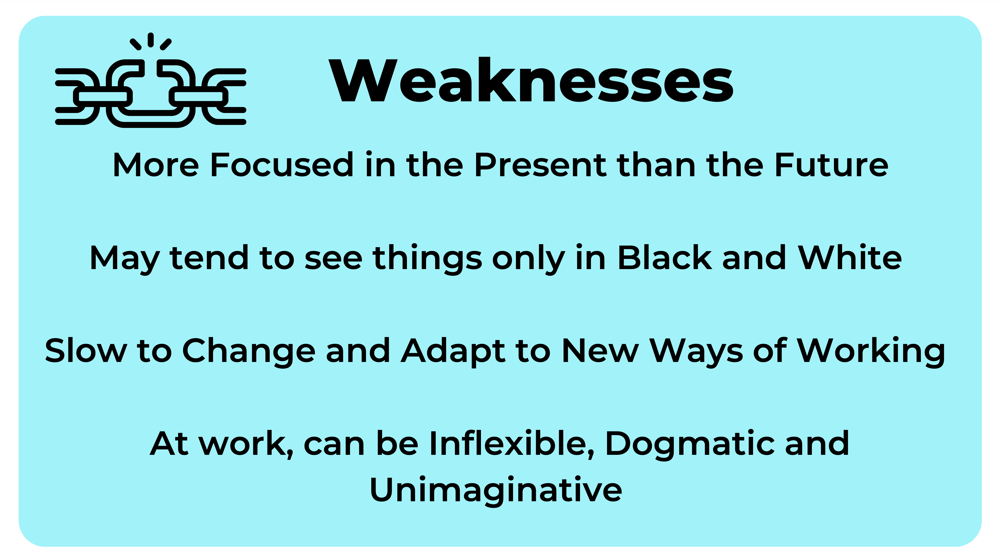 Weaknesses
More Focused in the Present than the Future
May tend to see things only in Black and White
Slow to Change and Adapt to New Ways of Working
At work, can be Inflexible, Dogmatic and
Unimaginative